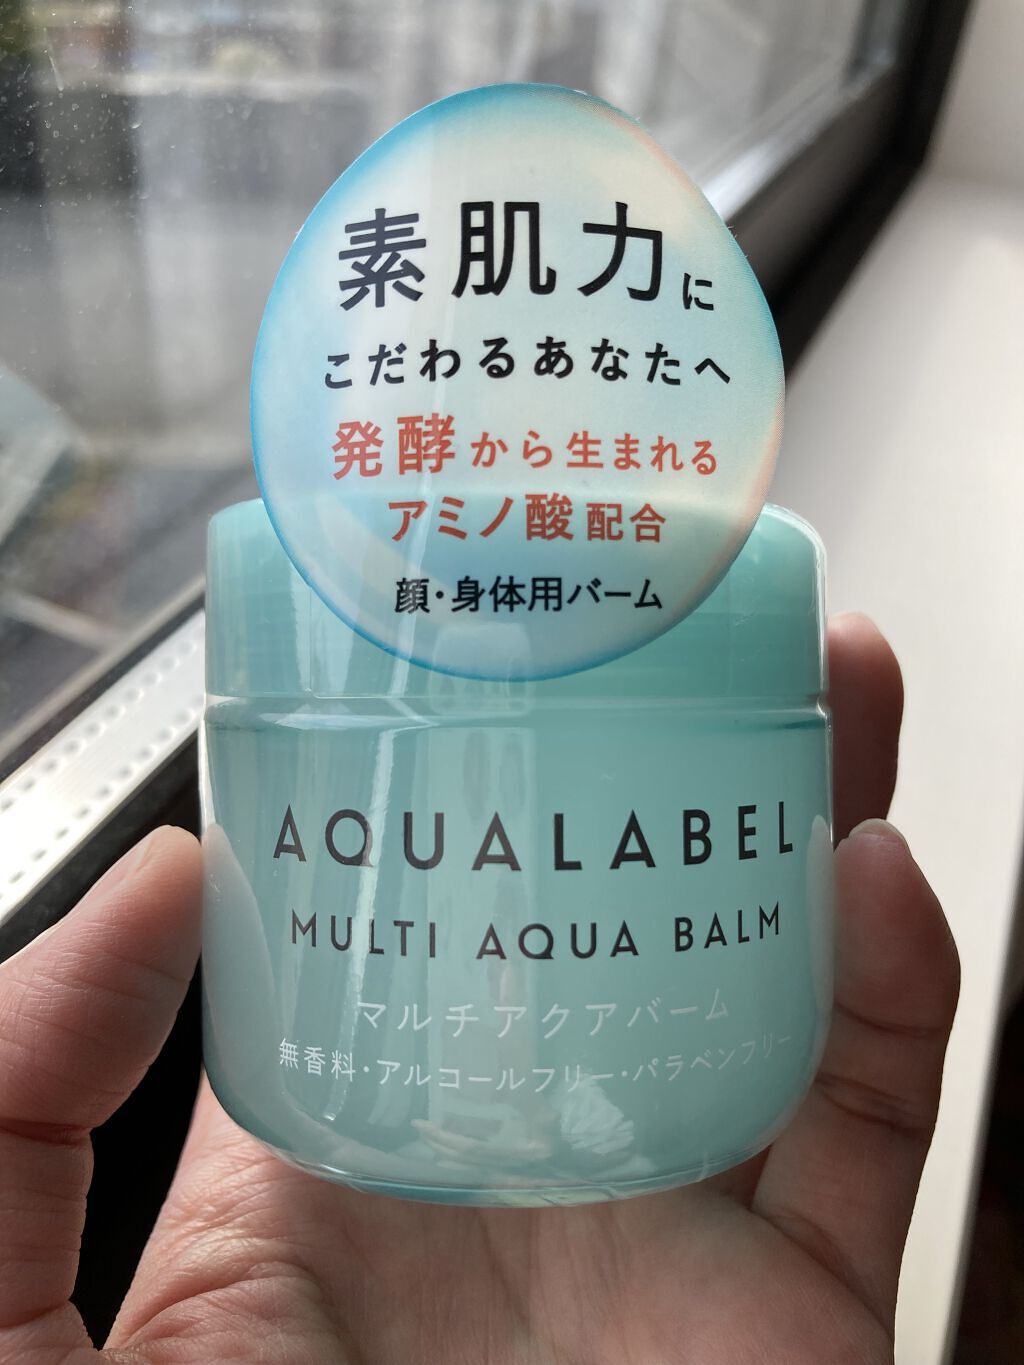 素肌力に
こだわるあなたへ
発酵から生まれる
アミノ酸配合
顔・身体用バーム
AQUALABEL
MULTI AQUA BALM
マルチアクアバーム
無香料・アルコールフリー・パラベンフリー